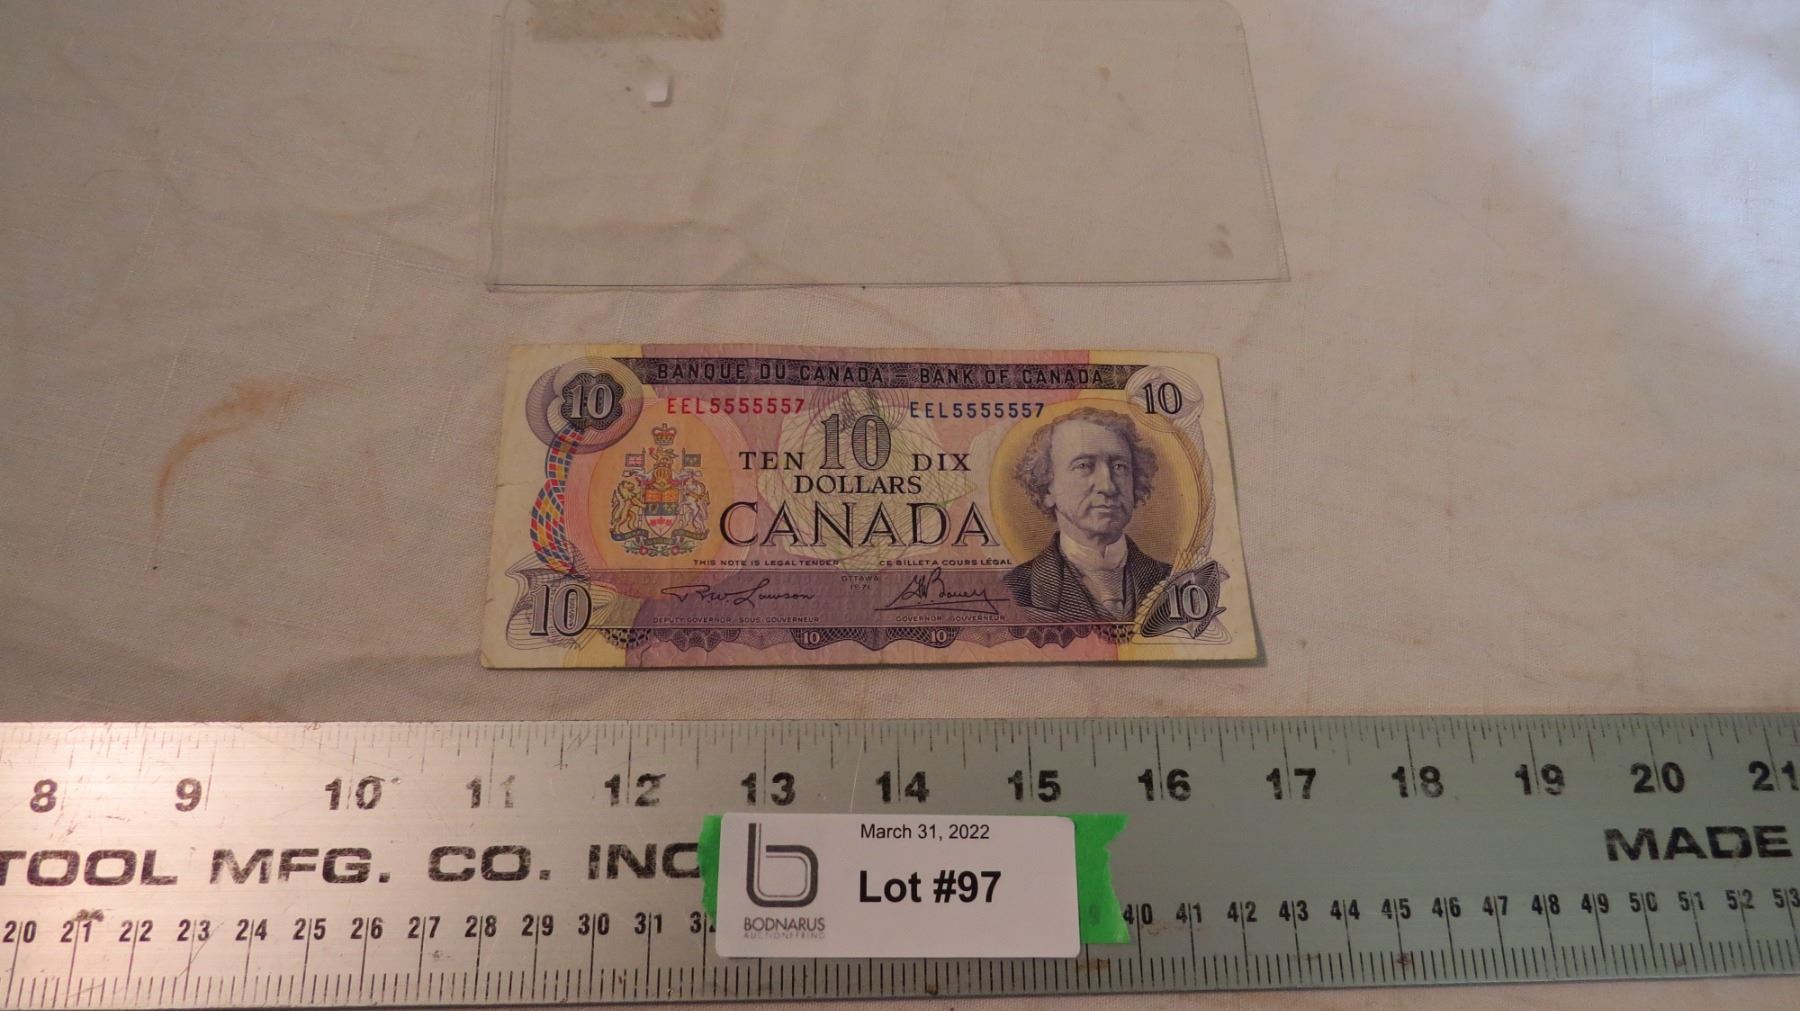 BANQUE DU CANADA – BANK OF CANADA
10 10
EEL5555557 EEL5555557
TEN 10 DIX
DOLLARS
CANADA
THIS NOTE IS LEGAL TENDER CE BILLET A COURS LÉGAL
OTTAWA
1971
R.W. Lawson
DEPUTY GOVERNOR - SOUS-GOUVERNEUR GOVERNOR - GOUVERNEUR
10 10 10 10
8 9 10 11 12 13 14 15 16 17 18 19 20 21
TOOL MFG. CO. INC MADE
20 21 22 23 24 25 26 27 28 29 30 31 40 41 42 43 44 45 46 47 48 49 50 51 52 53
March 31, 2022
Lot #97
BODNARUS
AUCTIONEERING